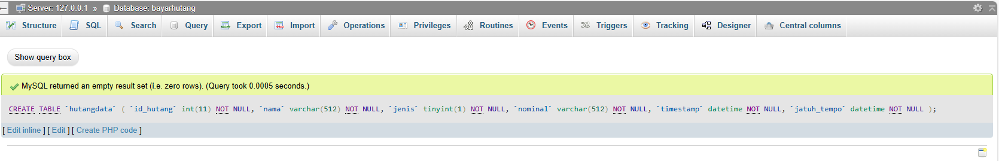 Server: 127.0.0.1 » Database: bayarhutang
Structure SQL Search Query Export Import Operations Privileges Routines Events Triggers Tracking Designer Central columns
Show query box
MySQL returned an empty result set (i.e. zero rows). (Query took 0.0005 seconds.)
CREATE TABLE `hutangdata` ( `id_hutang` int(11) NOT NULL, `nama` varchar(512) NOT NULL, `jenis` tinyint(1) NOT NULL, `nominal` varchar(512) NOT NULL, `timestamp` datetime NOT NULL, `jatuh_tempo` datetime NOT NULL );
[ Edit inline ] [ Edit ] [ Create PHP code ]